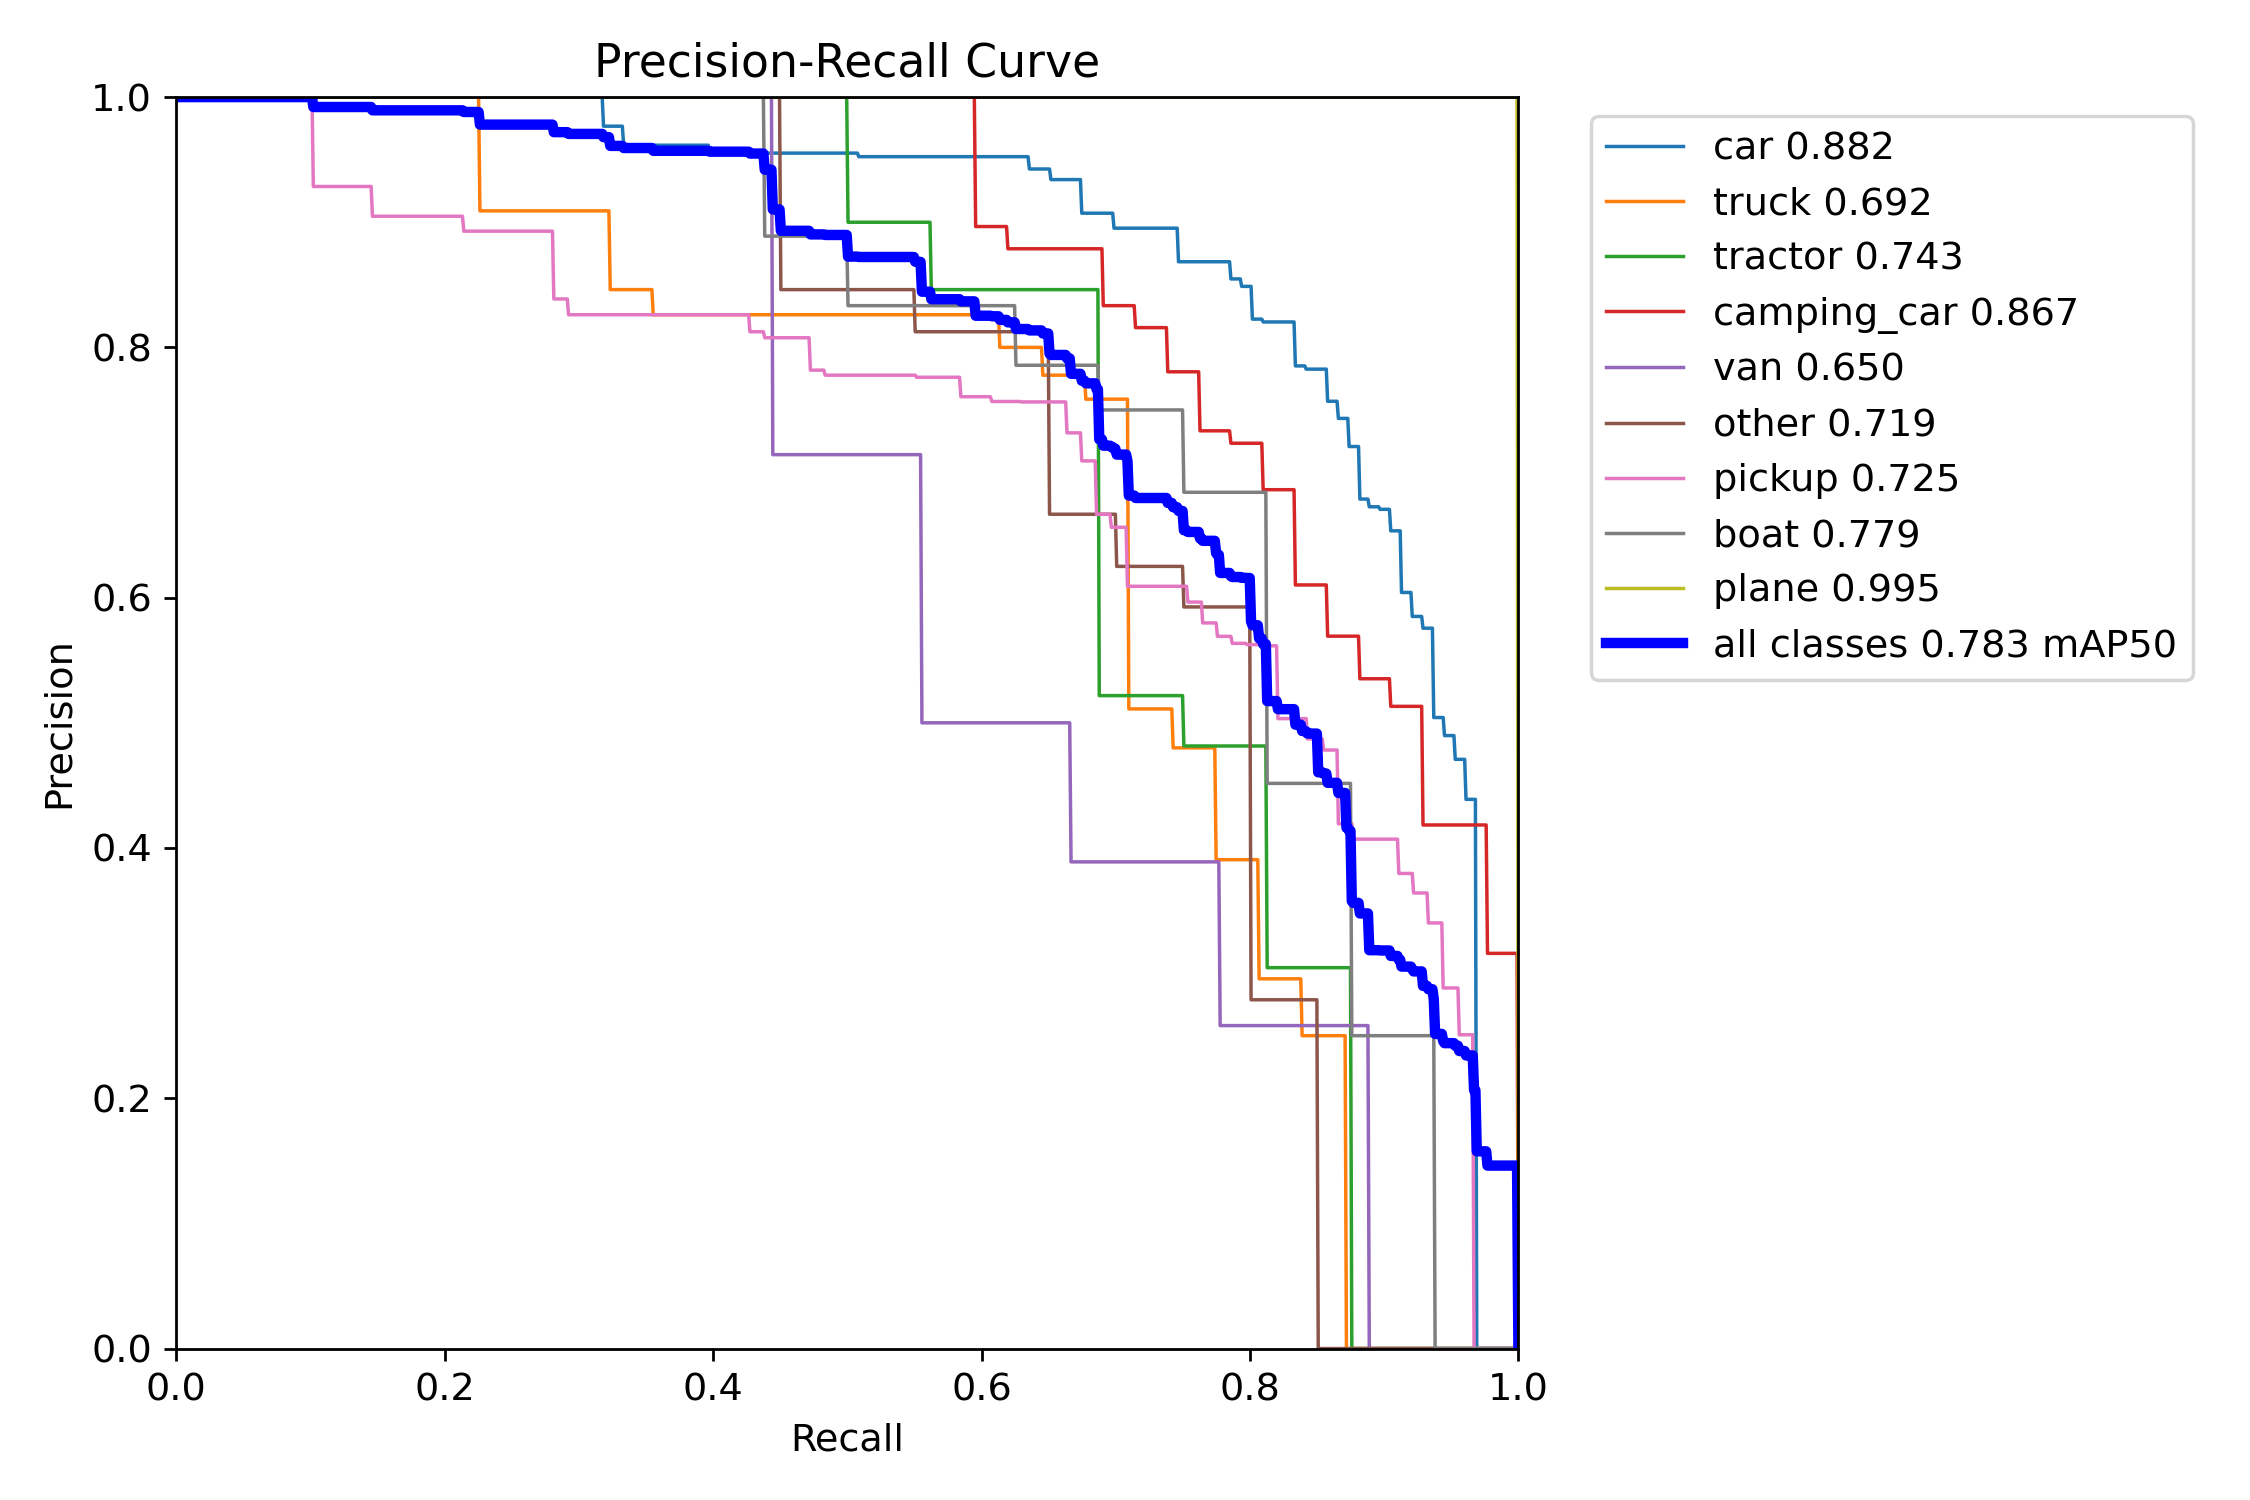 Precision-Recall Curve
1.0
0.8
0.6
0.4
0.2
0.0
Precision
0.0 0.2 0.4 0.6 0.8 1.0
Recall
car 0.882
truck 0.692
tractor 0.743
camping_car 0.867
van 0.650
other 0.719
pickup 0.725
boat 0.779
plane 0.995
all classes 0.783 mAP50